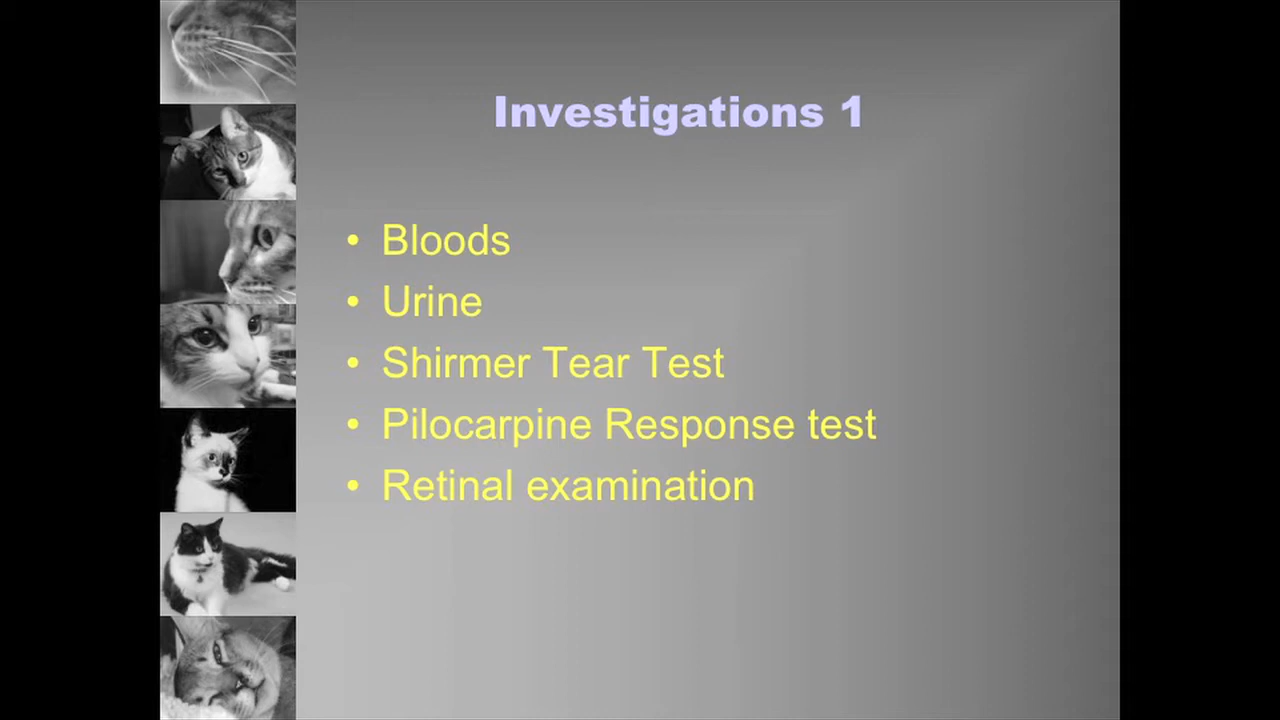 Investigations 1
• Bloods
• Urine
• Shirmer Tear Test
• Pilocarpine Response test
• Retinal examination